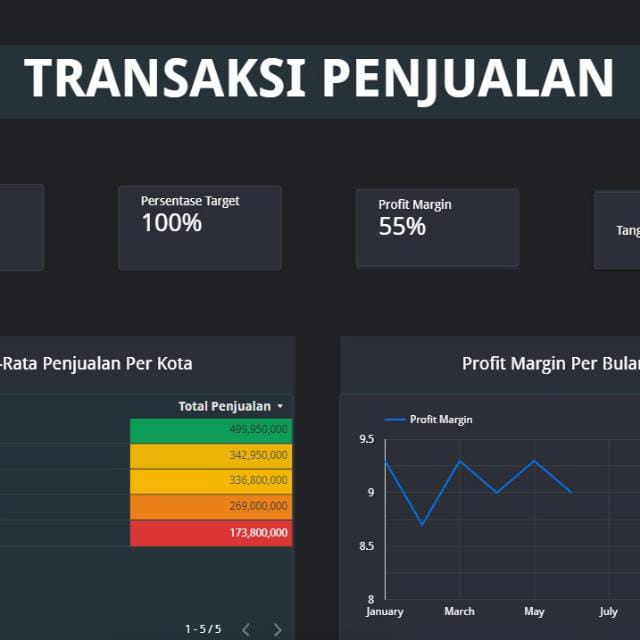 TRANSAKSI PENJUALAN
Persentase Target
100%
Profit Margin
55%
Tang
-Rata Penjualan Per Kota
Total Penjualan
499,950,000
342,950,000
336,800,000
269,000,000
173,800,000
1 - 5 / 5
Profit Margin Per Bulan
Profit Margin
9.5
9
8.5
8
January March May July